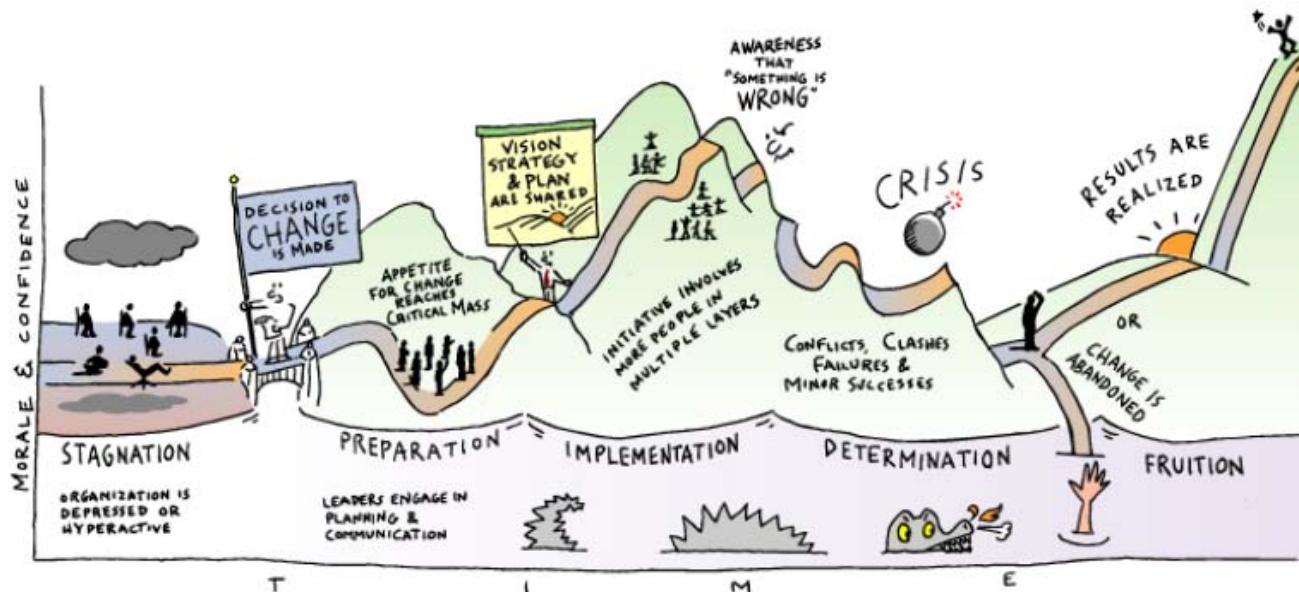 MORALE & CONFIDENCE
DECISION TO
CHANGE
IS MADE
APPETITE
FOR CHANGE
REACHES
CRITICAL MASS
VISION
STRATEGY
& PLAN
ARE SHARED
INITIATIVE INVOLVES
MORE PEOPLE IN
MULTIPLE LAYERS
AWARENESS
THAT
"SOMETHING IS
WRONG"
CRISIS
CONFLICTS, CLASHES
FAILURES &
MINOR SUCCESSES
RESULTS ARE
REALIZED
OR
CHANGE IS
ABANDONED
STAGNATION
ORGANIZATION IS
DEPRESSED OR
HYPERACTIVE
PREPARATION
LEADERS ENGAGE IN
PLANNING &
COMMUNICATION
IMPLEMENTATION
DETERMINATION
FRUITION
TIME